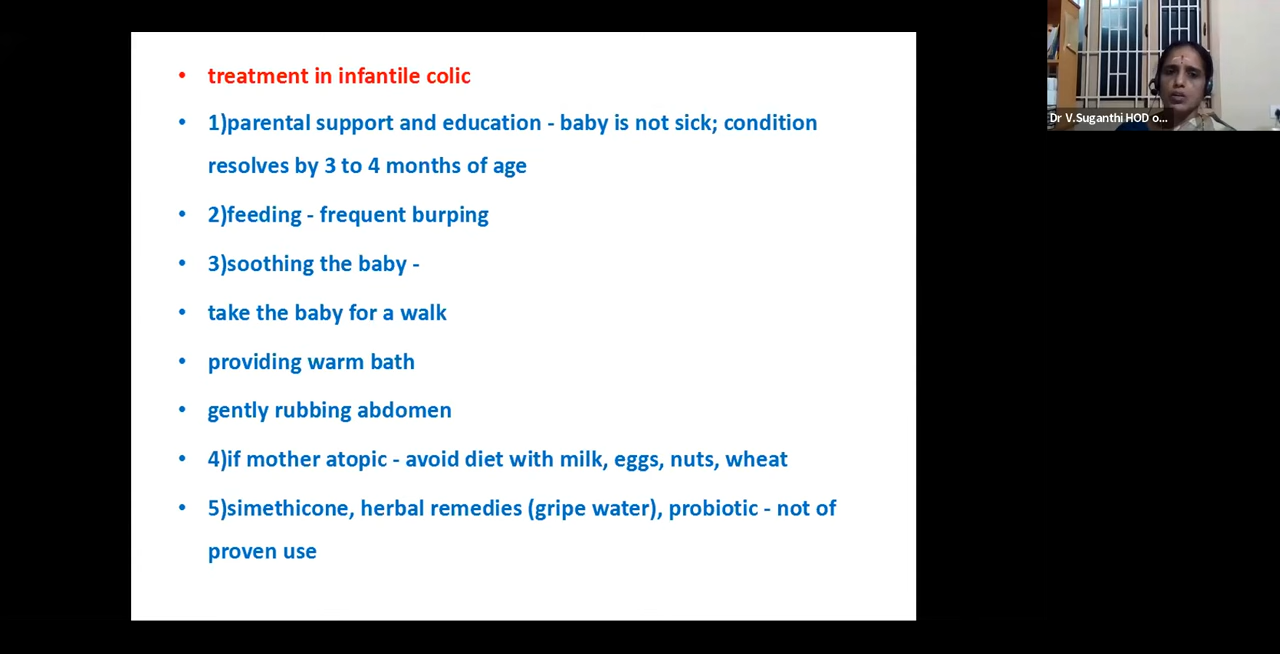 • treatment in infantile colic
• 1)parental support and education - baby is not sick; condition
resolves by 3 to 4 months of age
• 2)feeding - frequent burping
• 3)soothing the baby -
• take the baby for a walk
• providing warm bath
• gently rubbing abdomen
• 4)if mother atopic - avoid diet with milk, eggs, nuts, wheat
• 5)simethicone, herbal remedies (gripe water), probiotic - not of
proven use
Dr V.Suganthi HOD o...